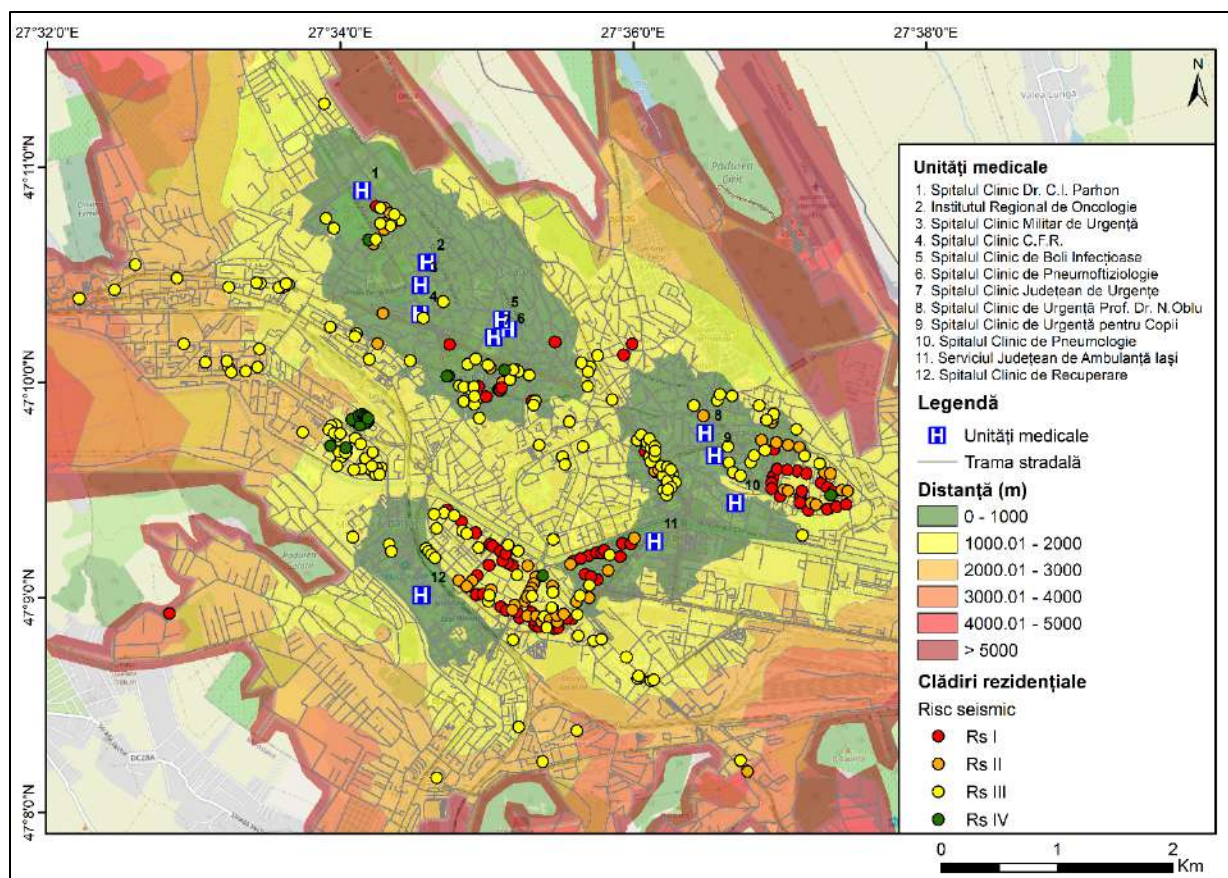 27°32'0"E 27°34'0"E 27°36'0"E 27°38'0"E
N
Valea Lungă
47°11'0"N
Pădurea
Ciric
1
2
3
4
5
6
8
9
10
11
12
47°10'0"N
47°9'0"N
47°8'0"N
DC28A
Unități medicale
1. Spitalul Clinic Dr. C.I. Parhon
2. Institutul Regional de Oncologie
3. Spitalul Clinic Militar de Urgență
4. Spitalul Clinic C.F.R.
5. Spitalul Clinic de Boli Infecțioase
6. Spitalul Clinic de Pneumoftiziologie
7. Spitalul Clinic Județean de Urgențe
8. Spitalul Clinic de Urgență Prof. Dr. N.Oblu
9. Spitalul Clinic de Urgență pentru Copii
10. Spitalul Clinic de Pneumologie
11. Serviciul Județean de Ambulanță Iași
12. Spitalul Clinic de Recuperare
Legendă
H Unități medicale
Trama stradală
Distanță (m)
0 - 1000
1000.01 - 2000
2000.01 - 3000
3000.01 - 4000
4000.01 - 5000
> 5000
Clădiri rezidențiale
Risc seismic
Rs I
Rs II
Rs III
Rs IV
0 1 2
Km